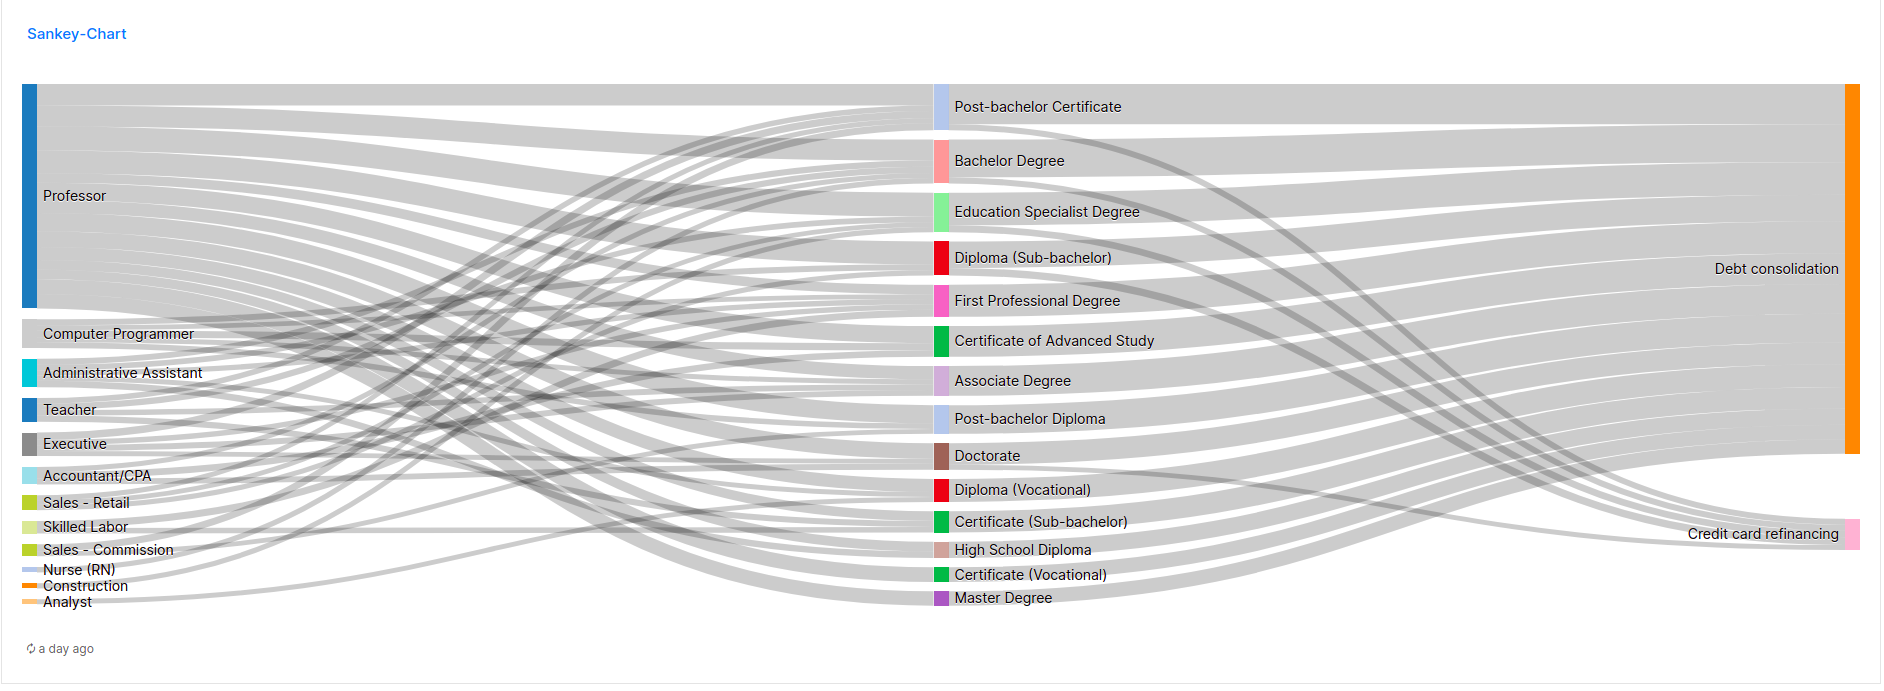 Sankey-Chart
Professor
Computer Programmer
Administrative Assistant
Teacher
Executive
Accountant/CPA
Sales - Retail
Skilled Labor
Sales - Commission
Nurse (RN)
Construction
Analyst
Post-bachelor Certificate
Bachelor Degree
Education Specialist Degree
Diploma (Sub-bachelor)
First Professional Degree
Certificate of Advanced Study
Associate Degree
Post-bachelor Diploma
Doctorate
Diploma (Vocational)
Certificate (Sub-bachelor)
High School Diploma
Certificate (Vocational)
Master Degree
Debt consolidation
Credit card refinancing
a day ago